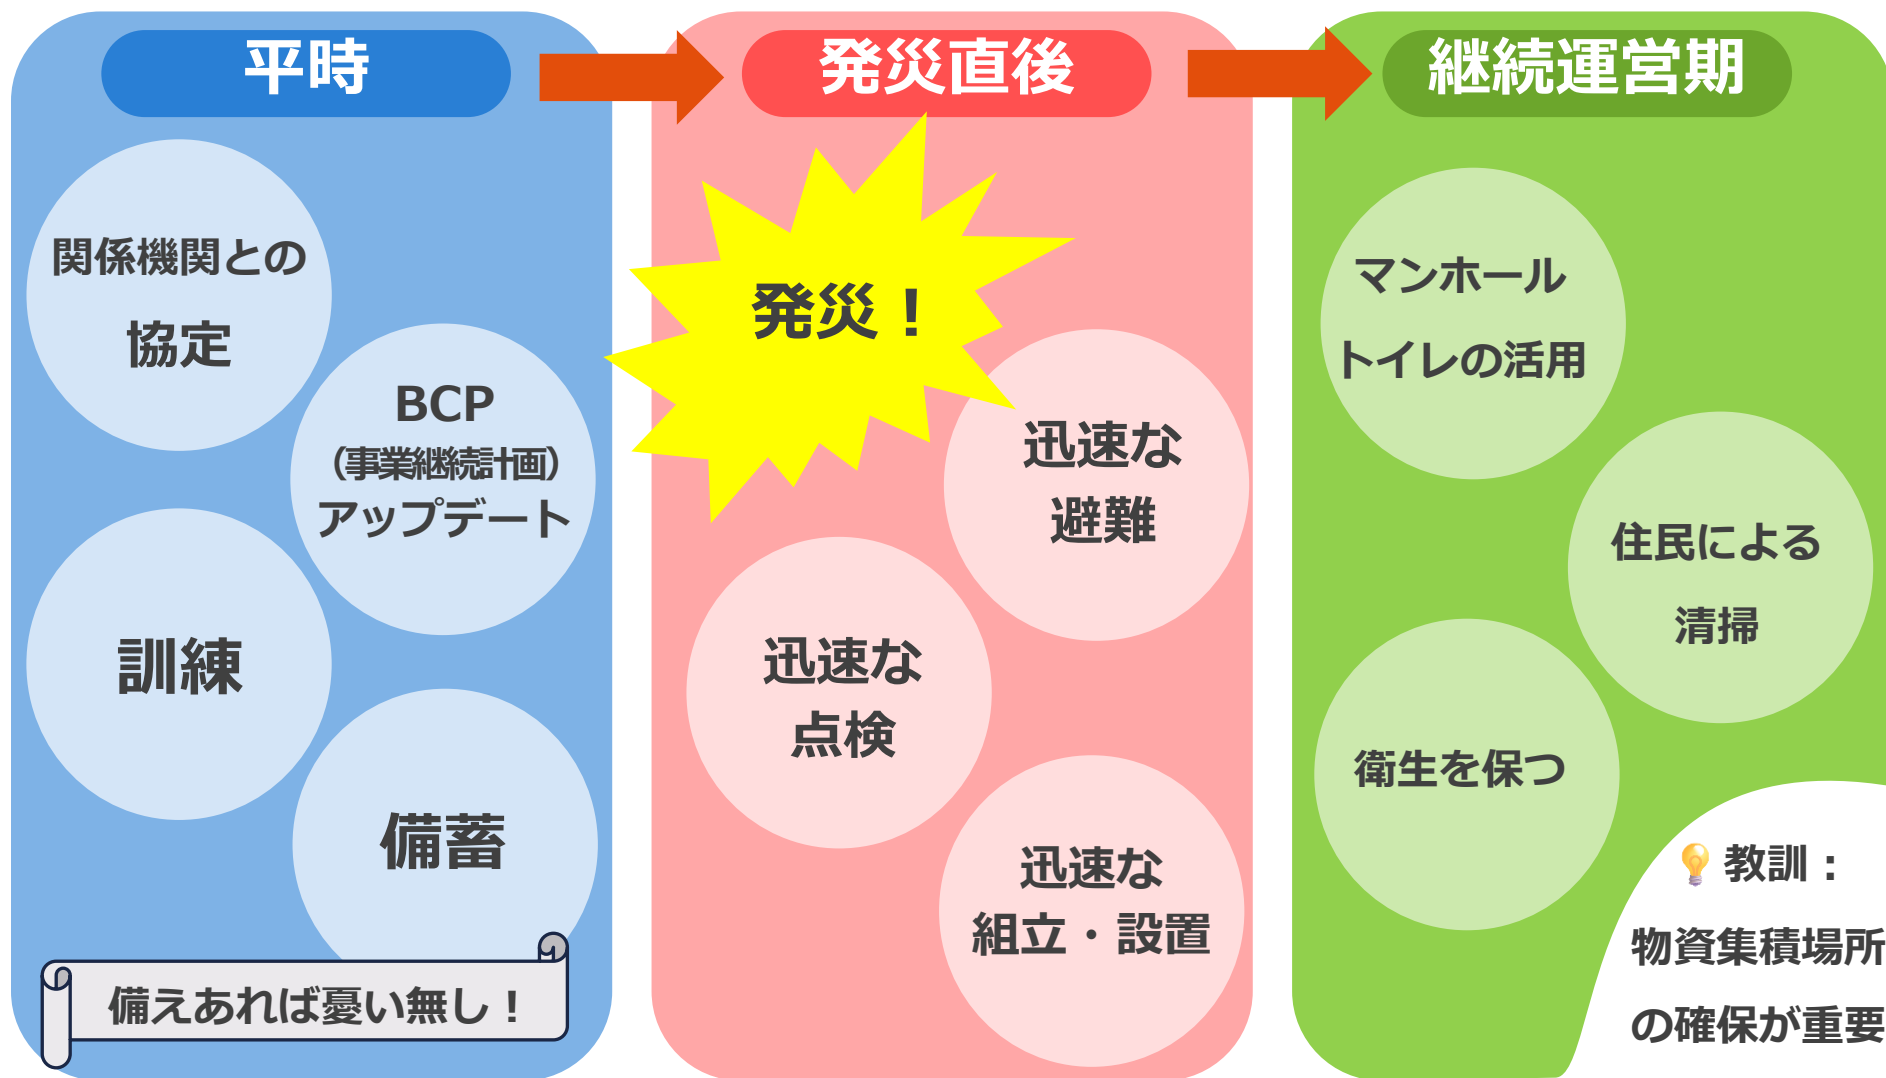 平時
関係機関との
協定
BCP
（事業継続計画）
アップデート
訓練
備蓄
備えあれば憂い無し！
発災直後
発災！
迅速な
避難
迅速な
点検
迅速な
組立・設置
継続運営期
マンホール
トイレの活用
住民による
清掃
衛生を保つ
教訓：
物資集積場所
の確保が重要